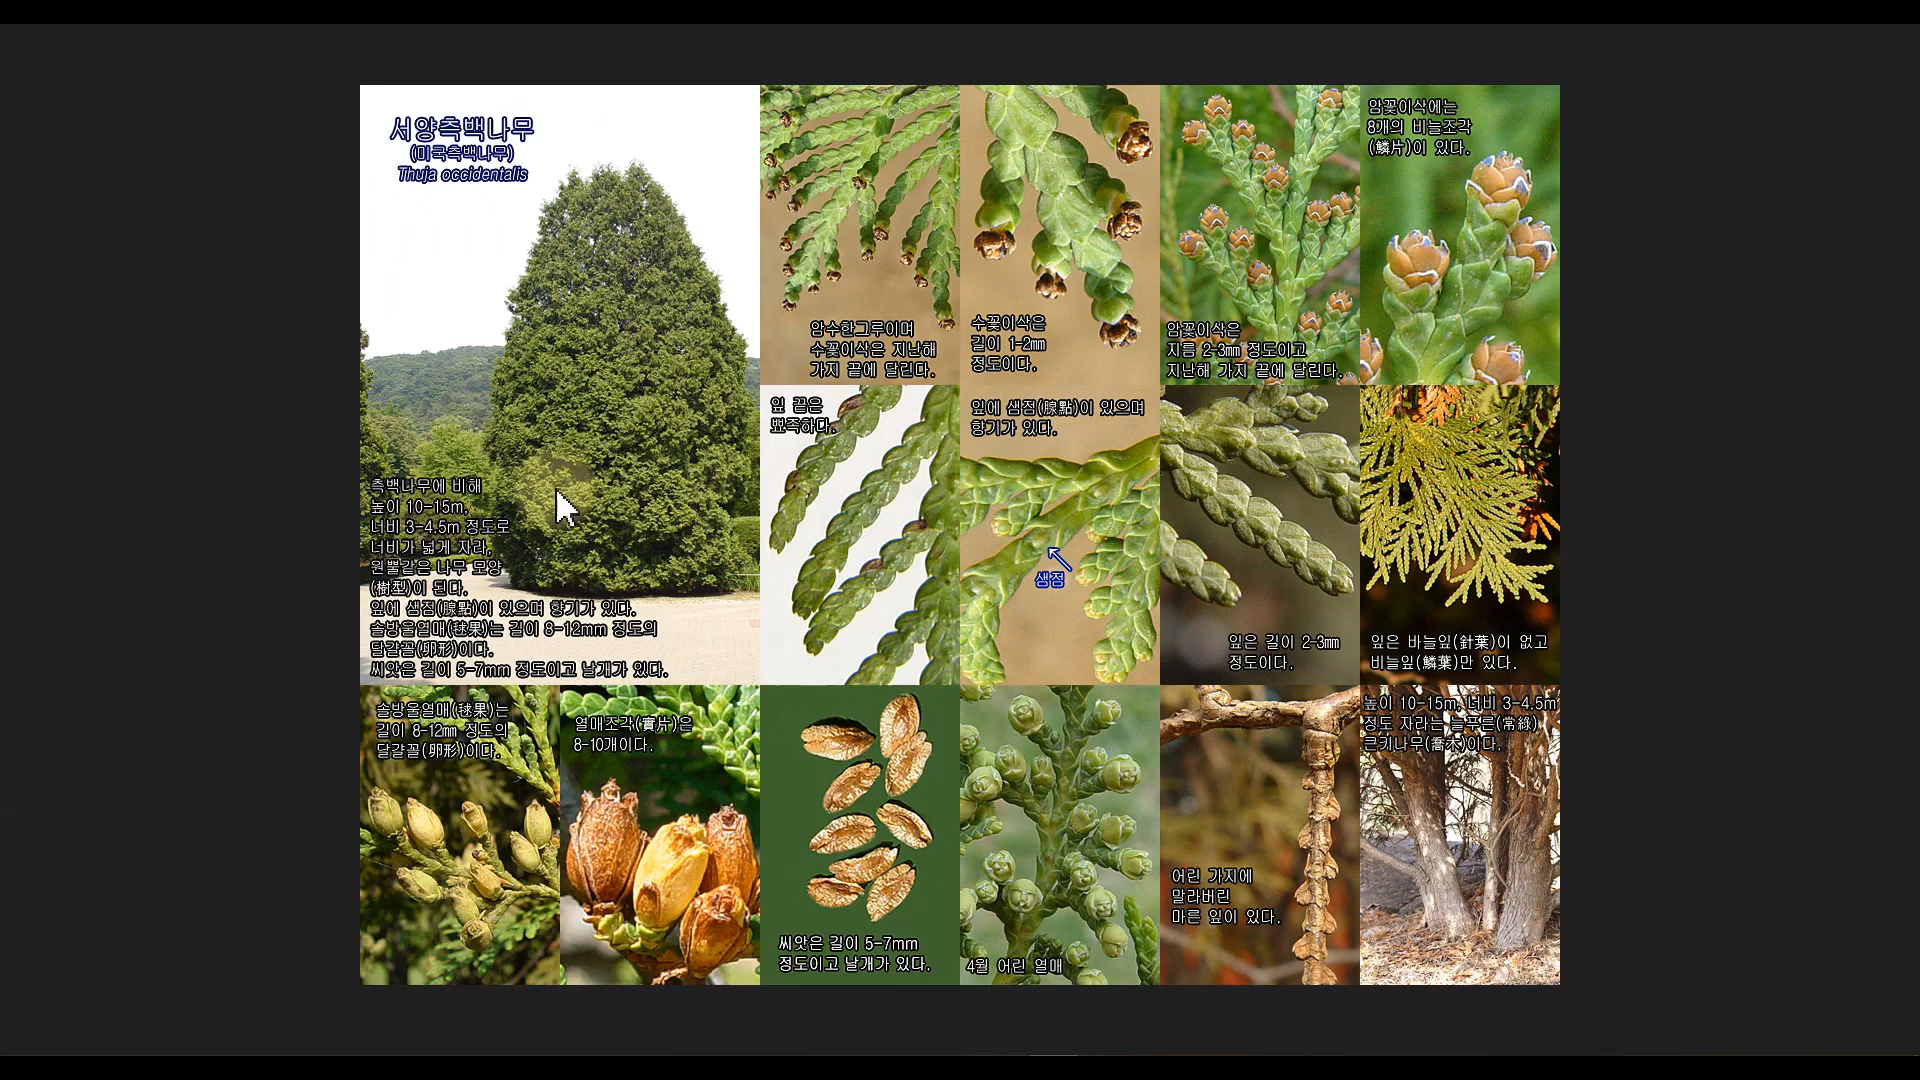 서양측백나무
(미국측백나무)
Thuja occidentalis
측백나무에 비해
높이 10-15m,
너비 3-4.5m 정도로
너비가 넓게 자라,
원뿔같은 나무 모양
(樹型)이 된다.
잎에 샘점(腺點)이 있으며 향기가 있다.
솔방울열매(毬果)는 길이 8-12mm 정도의
달걀꼴(卵形)이다.
씨앗은 길이 5-7mm 정도이고 날개가 있다.
암수한그루이며
수꽃이삭은 지난해
가지 끝에 달린다.
수꽃이삭은
길이 1-2mm
정도이다.
암꽃이삭은
지름 2-3mm 정도이고
지난해 가지 끝에 달린다.
암꽃이삭에는
8개의 비늘조각
(鱗片)이 있다.
잎 끝은
뾰족하다.
잎에 샘점(腺點)이 있으며
향기가 있다.
샘점
잎은 길이 2-3mm
정도이다.
잎은 바늘잎(針葉)이 없고
비늘잎(鱗葉)만 있다.
솔방울열매(毬果)는
길이 8-12mm 정도의
달걀꼴(卵形)이다.
열매조각(實片)은
8-10개이다.
씨앗은 길이 5-7mm
정도이고 날개가 있다.
4월 어린 열매
어린 가지에
말라버린
마른 잎이 있다.
높이 10-15m, 너비 3-4.5m
정도 자라는 늘푸른(常綠)
큰키나무(喬木)이다.